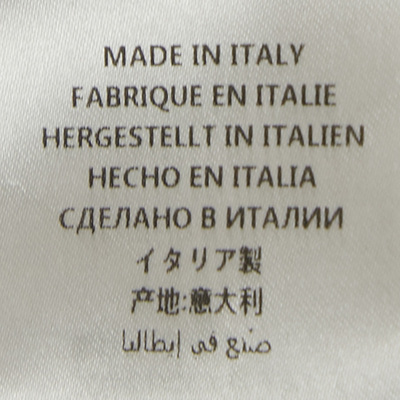 MADE IN ITALY
FABRIQUE EN ITALIE
HERGESTELLT IN ITALIEN
HECHO EN ITALIA
СДЕЛАНО В ИТАЛИИ
イタリア製
产地:意大利
صنع في إيطاليا